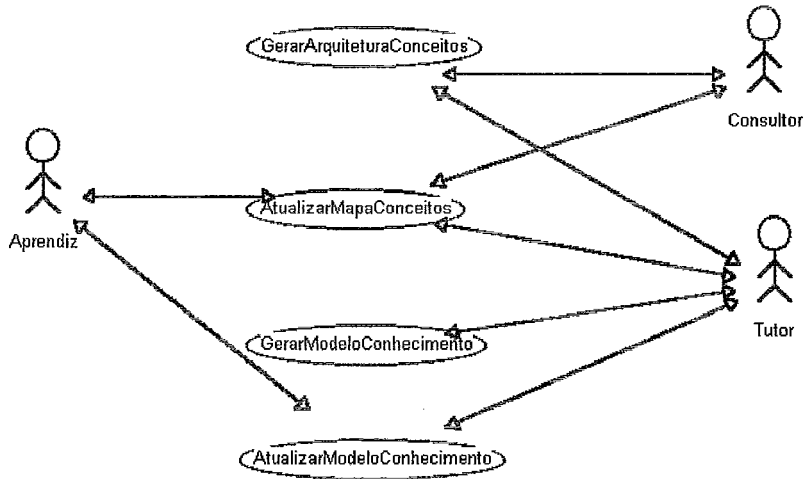 GerarArquiteturaConceitos
Consultor
AtualizarMapaConceitos
Aprendiz
Tutor
GerarModeloConhecimento
AtualizarModeloConhecimento